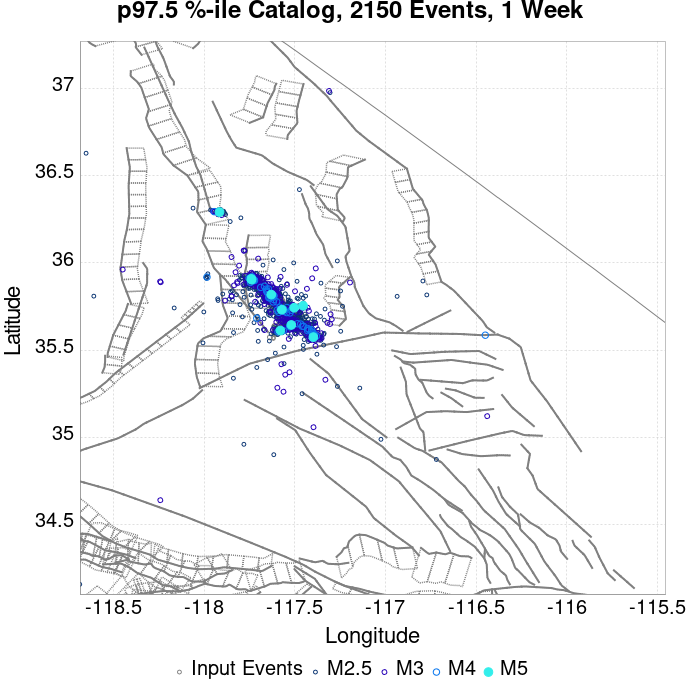 p97.5 %-ile Catalog, 2150 Events, 1 Week
37
36.5
36
35.5
35
34.5
Latitude
-118.5 -118 -117.5 -117 -116.5 -116 -115.5
Longitude
Input Events M2.5 M3 M4 M5